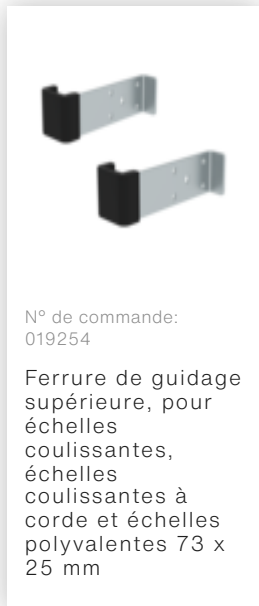 N° de commande:
019254
Ferrure de guidage
supérieure, pour
échelles
coulissantes,
échelles
coulissantes à
corde et échelles
polyvalentes 73 x
25 mm